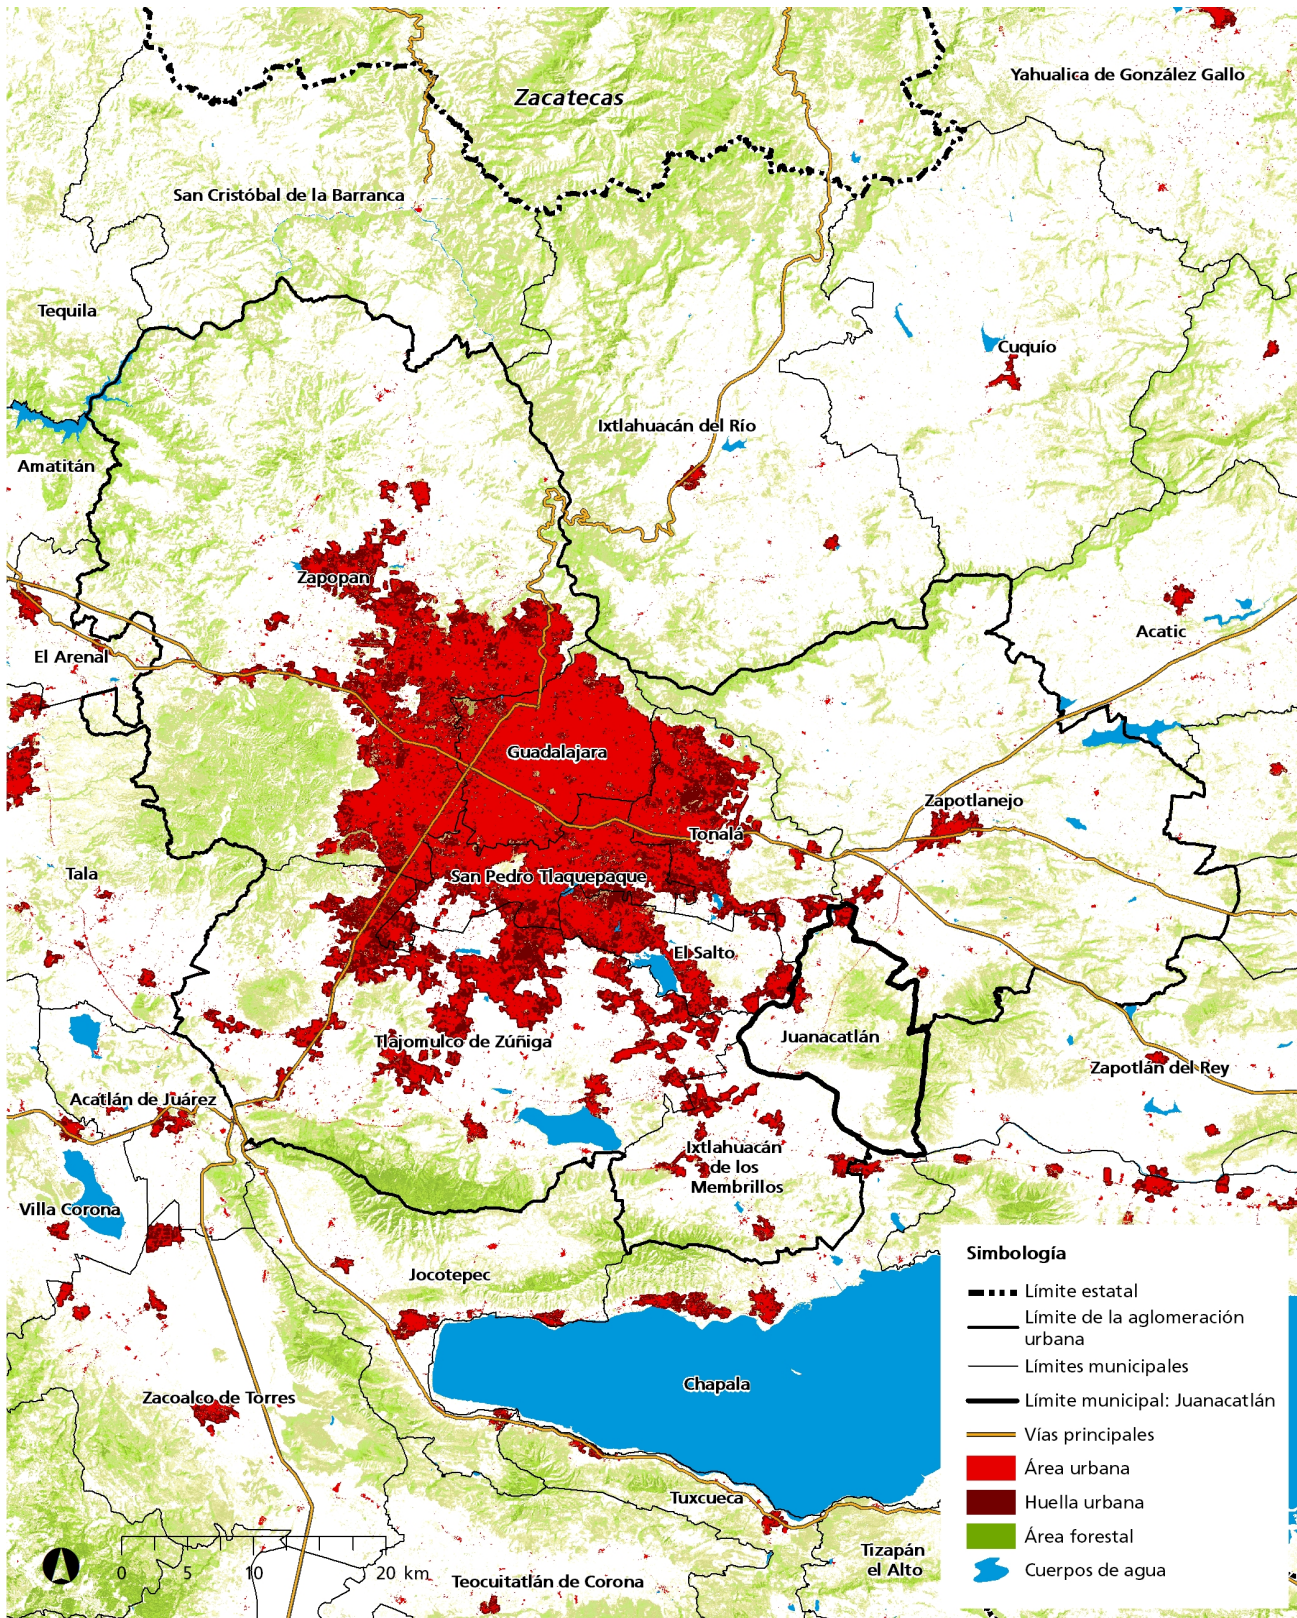 Yahualica de González Gallo
Zacatecas
San Cristóbal de la Barranca
Tequila
Cuquío
Ixtlahuacán del Río
Amatitán
Zapopan
Acatic
El Arenal
Guadalajara
Zapotlanejo
Tonalá
Tala
San Pedro Tlaquepaque
El Salto
Juanacatlán
Tlajomulco de Zúñiga
Zapotlán del Rey
Acatlán de Juárez
Ixtlahuacán
de los
Membrillos
Villa Corona
Jocotepec
Chapala
Zacoalco de Torres
Tuxcueca
Tizapán
el Alto
Teocuitatlán de Corona
0 5 10 20 km
Simbología
Límite estatal
Límite de la aglomeración
urbana
Límites municipales
Límite municipal: Juanacatlán
Vías principales
Área urbana
Huella urbana
Área forestal
Cuerpos de agua